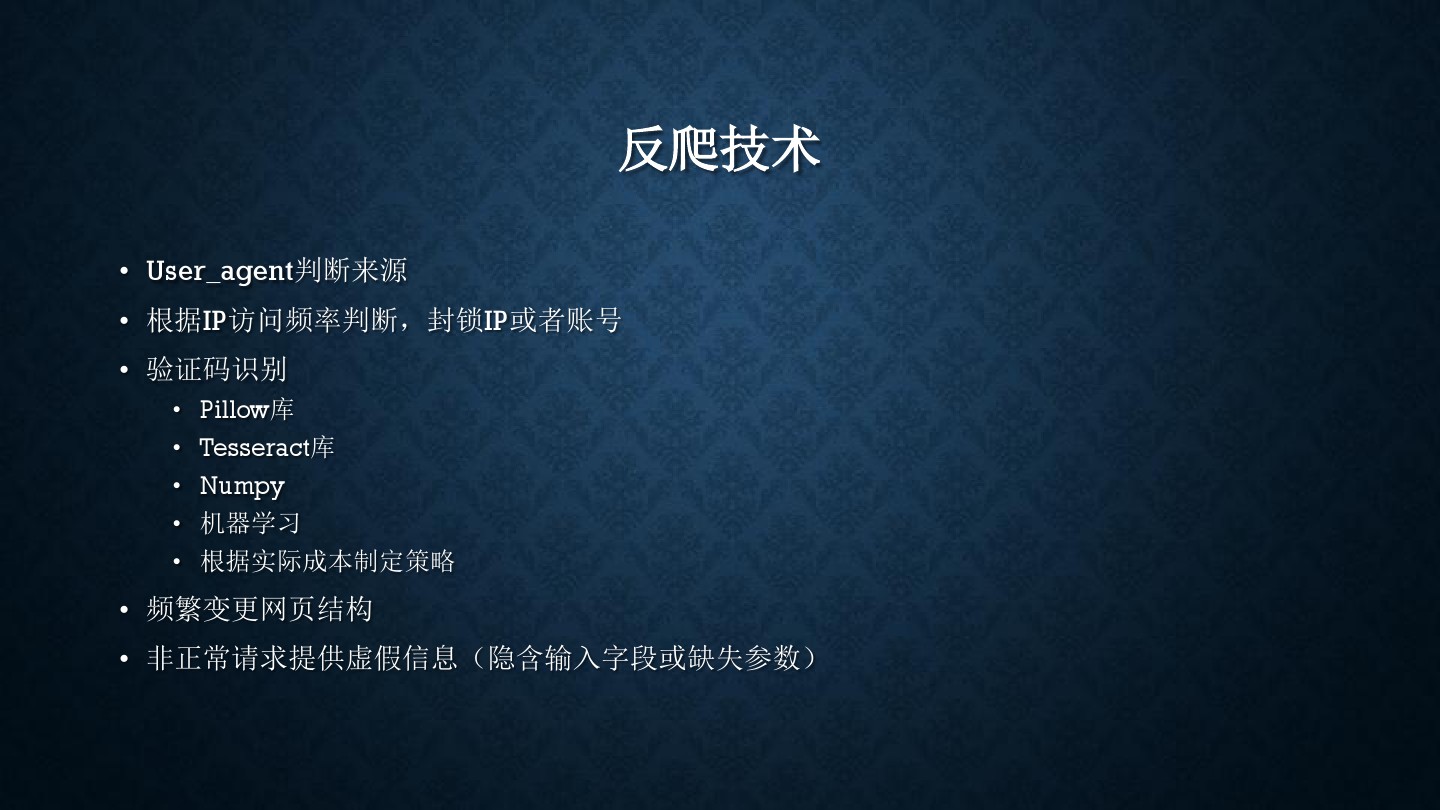 反爬技术
• User_agent判断来源
• 根据IP访问频率判断，封锁IP或者账号
• 验证码识别
• Pillow库
• Tesseract库
• Numpy
• 机器学习
• 根据实际成本制定策略
• 频繁变更网页结构
• 非正常请求提供虚假信息（隐含输入字段或缺失参数）